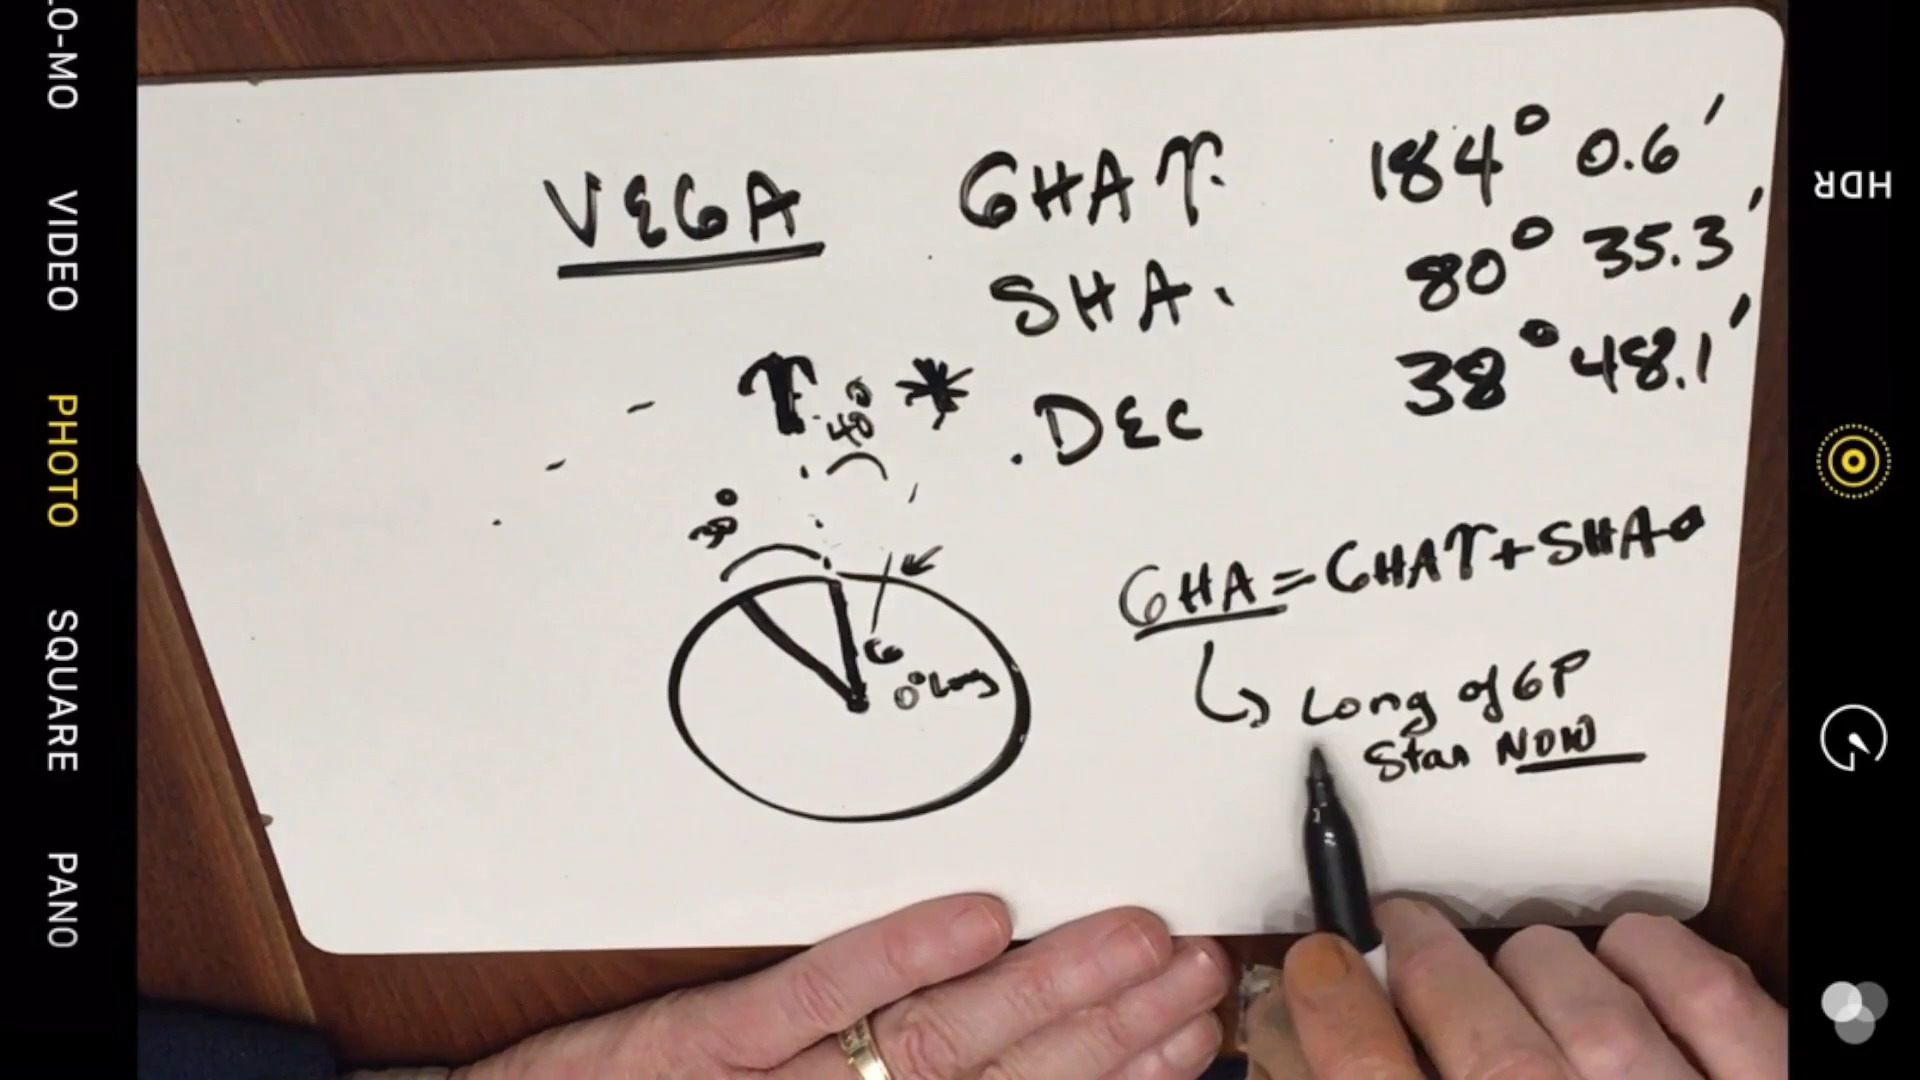 VEGA
GHA ♈ 184° 0.6′
SHA. 80° 35.3′
.DEC 38° 48.1′
♈ 40° *
30°
G
0° Long
GHA = GHA♈ + SHA
Long of GP
Star NOW
LO-MO
VIDEO
PHOTO
SQUARE
PANO
HDR